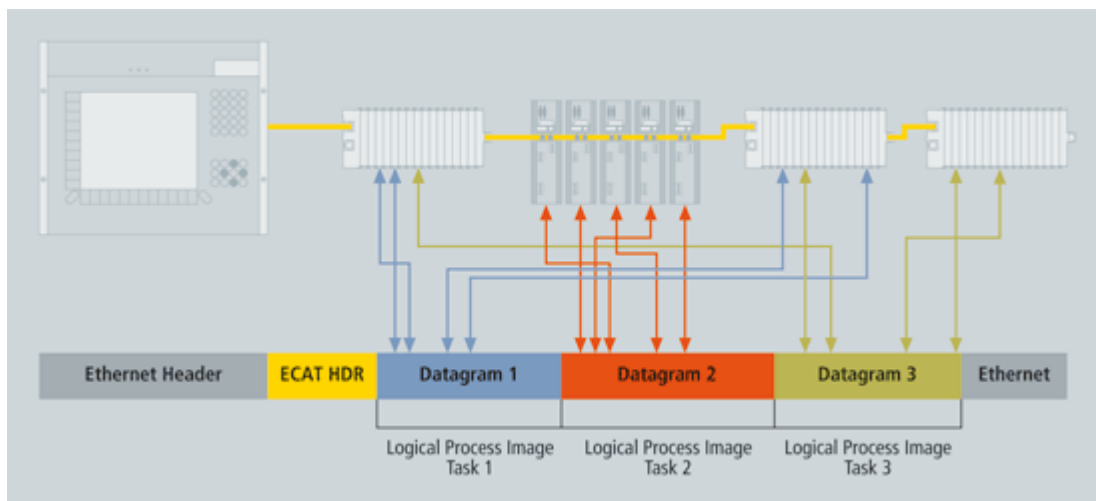 Ethernet Header
ECAT HDR
Datagram 1
Datagram 2
Datagram 3
Ethernet
Logical Process Image
Task 1
Logical Process Image
Task 2
Logical Process Image
Task 3